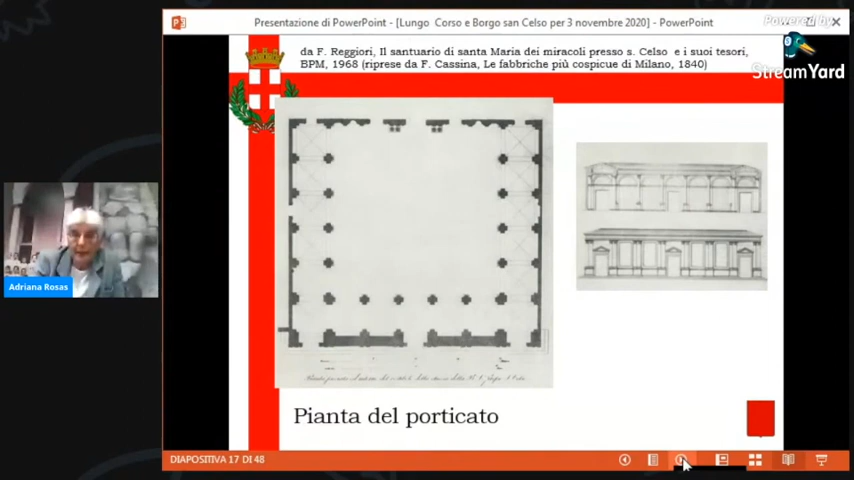 Presentazione di PowerPoint - [Lungo Corso e Borgo san Celso per 3 novembre 2020] - PowerPoint
Powered by
StreamYard
da F. Reggiori, Il santuario di santa Maria dei miracoli presso s. Celso e i suoi tesori,
BPM, 1968 (riprese da F. Cassina, Le fabbriche più cospicue di Milano, 1840)
Adriana Rosas
Pianta del porticato
DIAPOSITIVA 17 DI 48